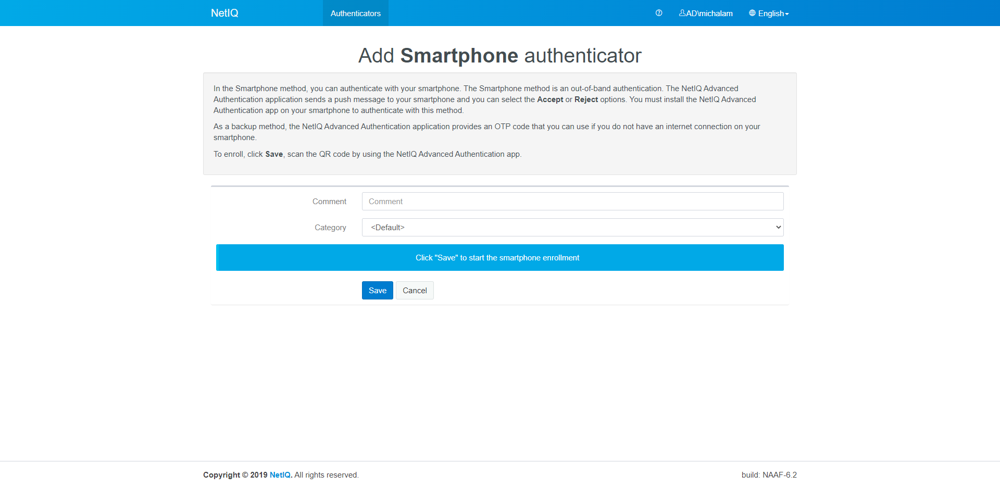 NetIQ
Authenticators
AD\michalam
English
Add Smartphone authenticator
In the Smartphone method, you can authenticate with your smartphone. The Smartphone method is an out-of-band authentication. The NetIQ Advanced
Authentication application sends a push message to your smartphone and you can select the Accept or Reject options. You must install the NetIQ Advanced
Authentication app on your smartphone to authenticate with this method.
As a backup method, the NetIQ Advanced Authentication application provides an OTP code that you can use if you do not have an internet connection on your
smartphone.
To enroll, click Save, scan the QR code by using the NetIQ Advanced Authentication app.
Comment
Comment
Category
<Default>
Click "Save" to start the smartphone enrollment
Save
Cancel
Copyright © 2019 NetIQ. All rights reserved.
build: NAAF-6.2